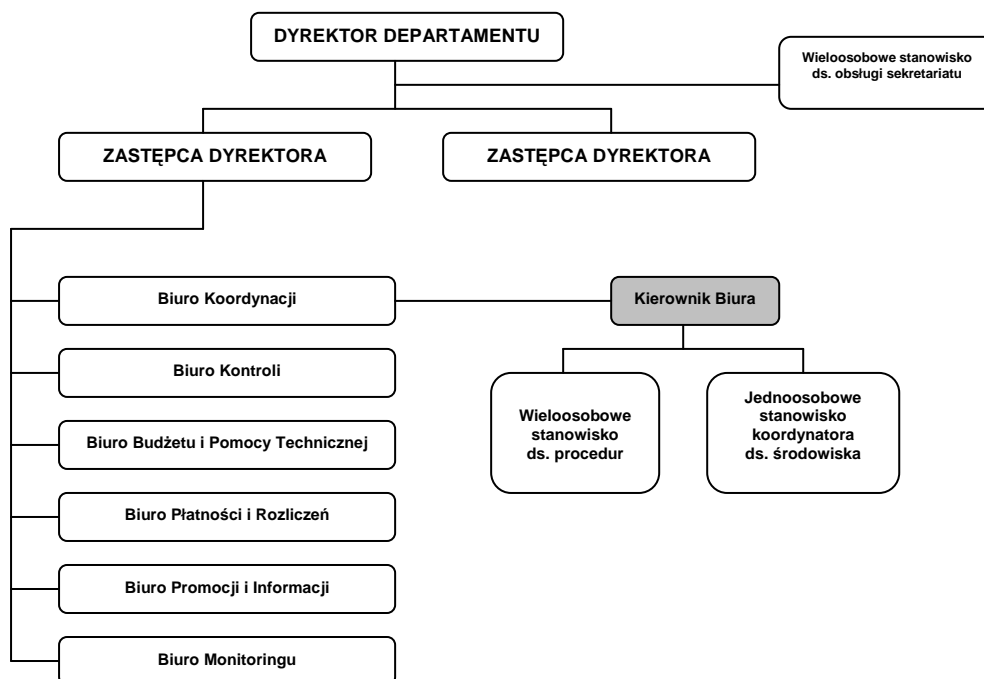 DYREKTOR DEPARTAMENTU
Wieloosobowe stanowisko
ds. obsługi sekretariatu
ZASTĘPCA DYREKTORA
ZASTĘPCA DYREKTORA
Biuro Koordynacji
Kierownik Biura
Biuro Kontroli
Wieloosobowe
stanowisko
ds. procedur
Jednoosobowe
stanowisko
koordynatora
ds. środowiska
Biuro Budżetu i Pomocy Technicznej
Biuro Płatności i Rozliczeń
Biuro Promocji i Informacji
Biuro Monitoringu